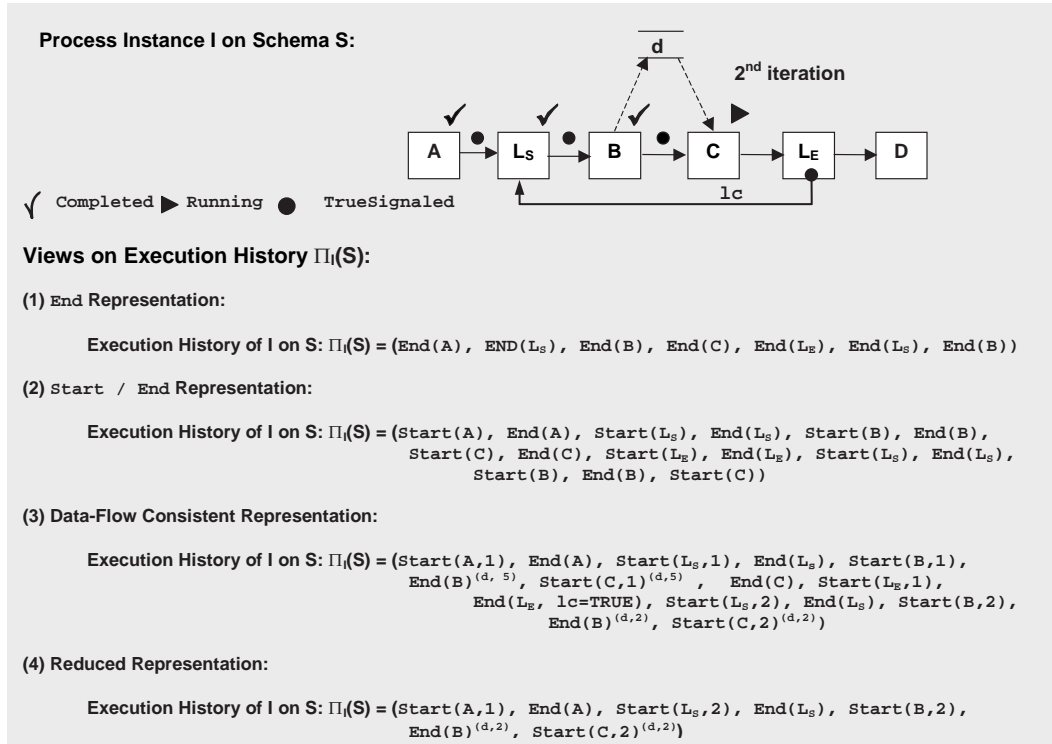 Process Instance I on Schema S:
d
2nd iteration
A LS B C LE D
lc
Completed Running TrueSignaled
Views on Execution History ΠI(S):
(1) End Representation:
Execution History of I on S: ΠI(S) = (End(A), END(LS), End(B), End(C), End(LE), End(LS), End(B))
(2) Start / End Representation:
Execution History of I on S: ΠI(S) = (Start(A), End(A), Start(LS), End(LS), Start(B), End(B),
Start(C), End(C), Start(LE), End(LE), Start(LS), End(LS),
Start(B), End(B), Start(C))
(3) Data-Flow Consistent Representation:
Execution History of I on S: ΠI(S) = (Start(A,1), End(A), Start(LS,1), End(LS), Start(B,1),
End(B)(d, 5), Start(C,1)(d,5) , End(C), Start(LE,1),
End(LE, lc=TRUE), Start(LS,2), End(LS), Start(B,2),
End(B)(d,2), Start(C,2)(d,2))
(4) Reduced Representation:
Execution History of I on S: ΠI(S) = (Start(A,1), End(A), Start(LS,2), End(LS), Start(B,2),
End(B)(d,2), Start(C,2)(d,2))